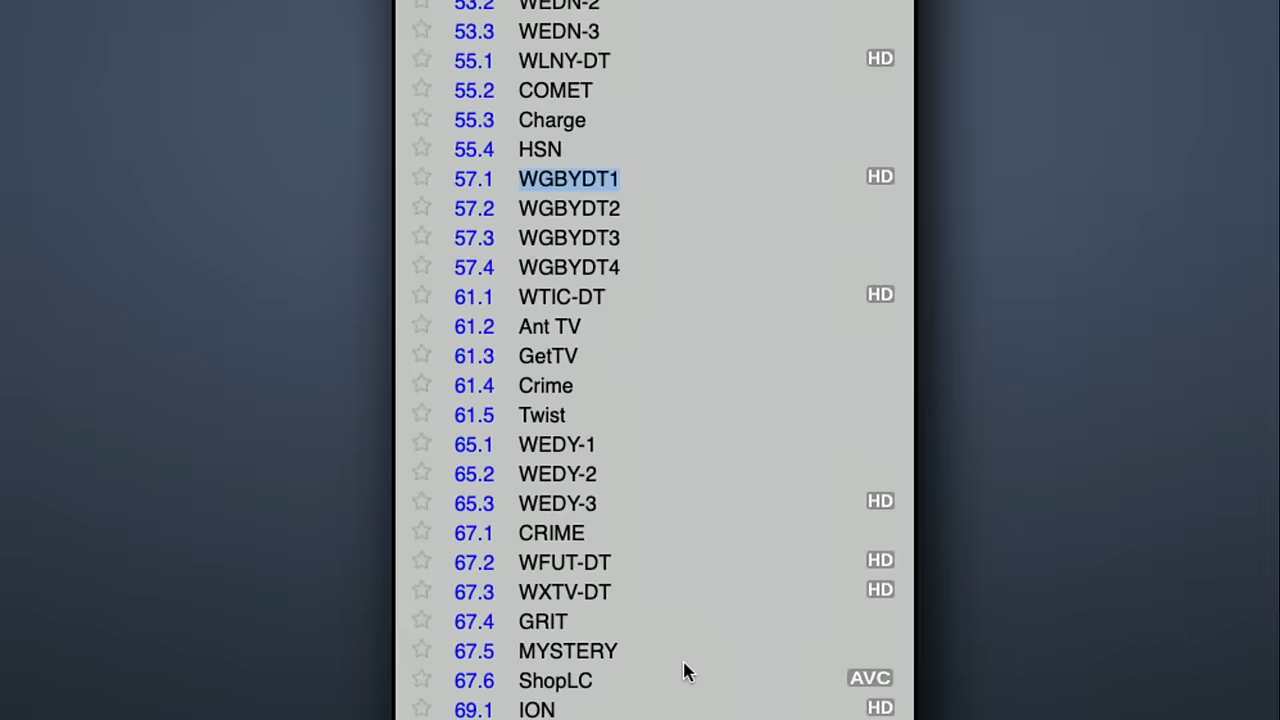 53.2 WEDN-2
53.3 WEDN-3
55.1 WLNY-DT HD
55.2 COMET
55.3 Charge
55.4 HSN
57.1 WGBYDT1 HD
57.2 WGBYDT2
57.3 WGBYDT3
57.4 WGBYDT4
61.1 WTIC-DT HD
61.2 Ant TV
61.3 GetTV
61.4 Crime
61.5 Twist
65.1 WEDY-1
65.2 WEDY-2
65.3 WEDY-3 HD
67.1 CRIME
67.2 WFUT-DT HD
67.3 WXTV-DT HD
67.4 GRIT
67.5 MYSTERY
67.6 ShopLC AVC
69.1 ION HD